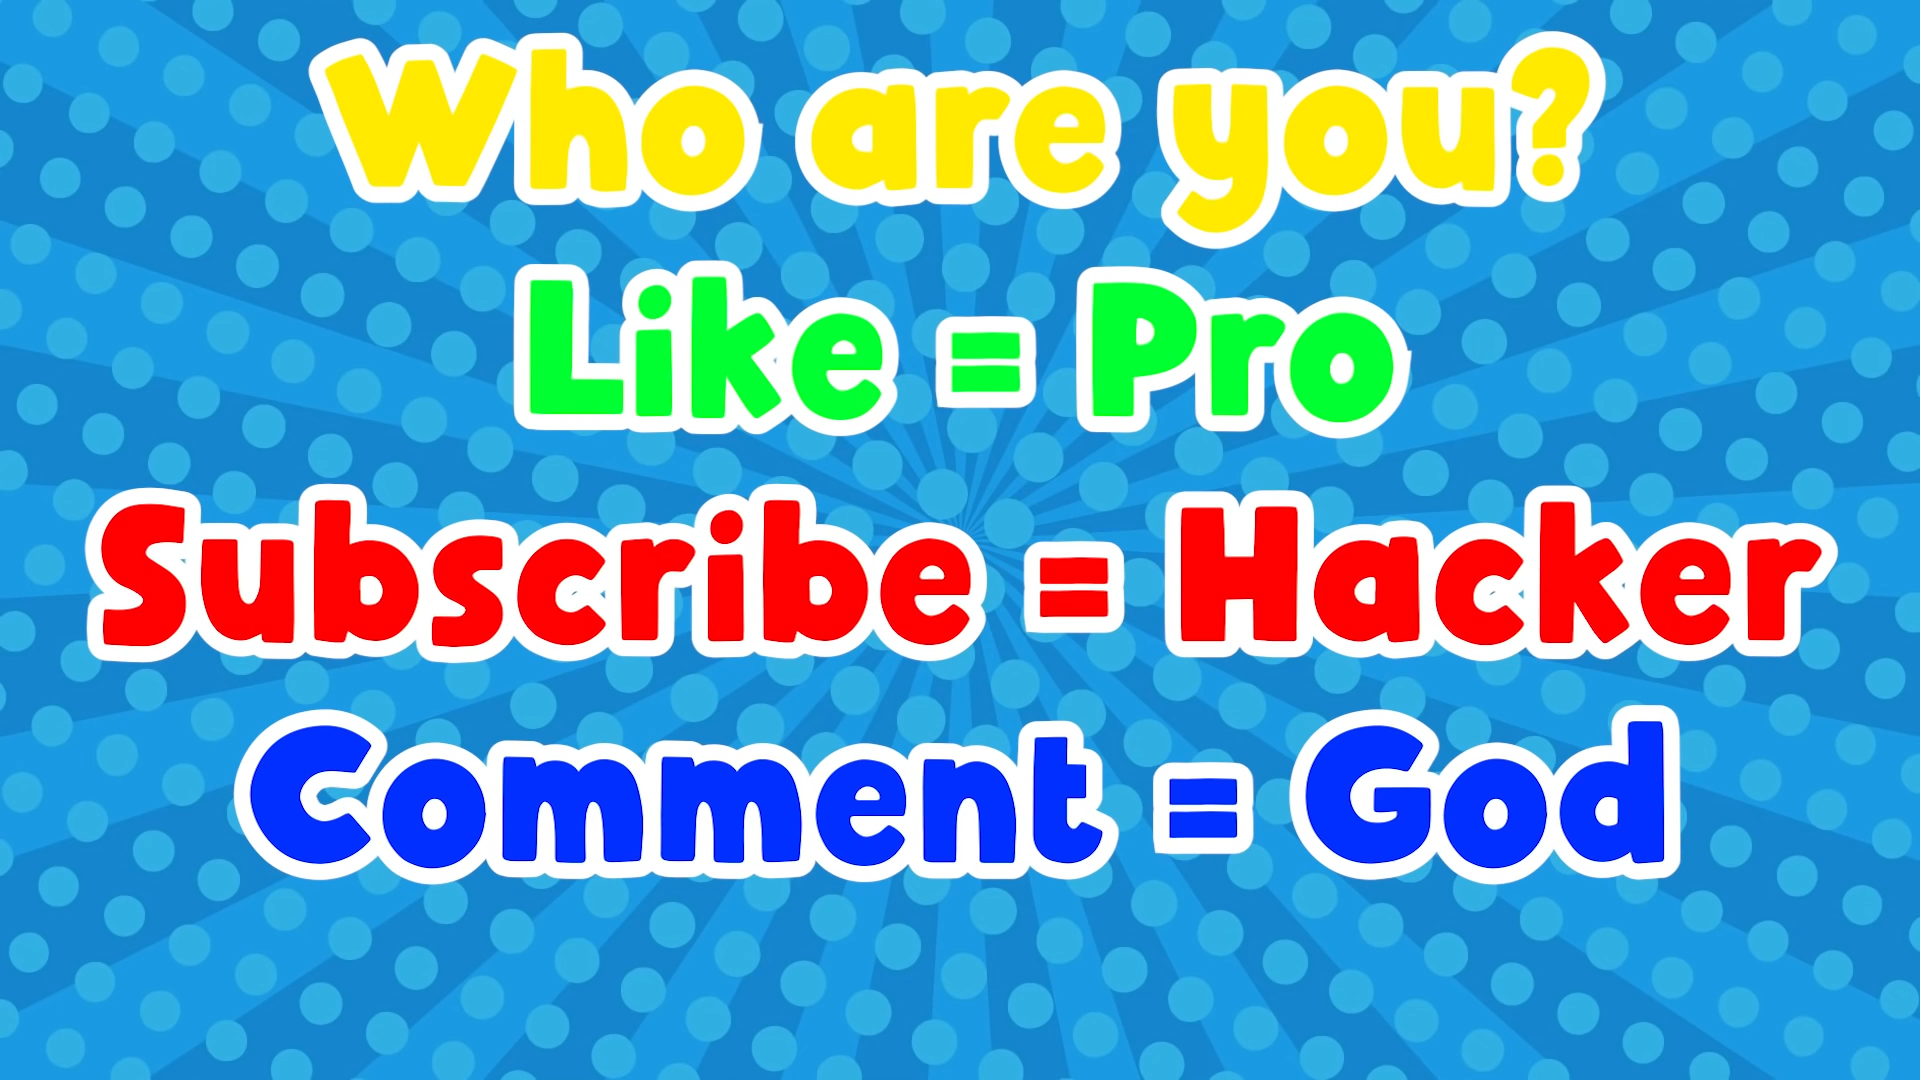 Who are you?
Like = Pro
Subscribe = Hacker
Comment = God